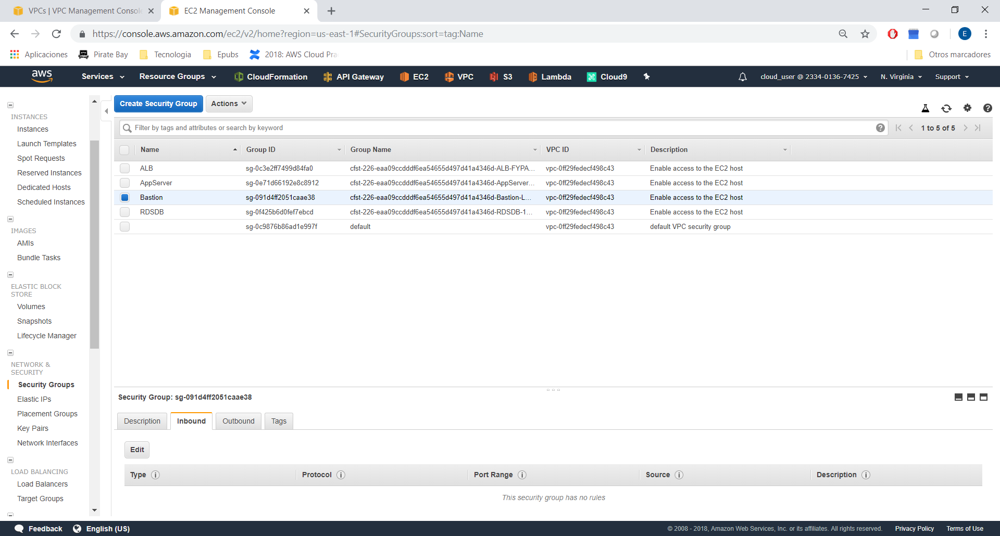 VPCs | VPC Management Console
EC2 Management Console
https://console.aws.amazon.com/ec2/v2/home?region=us-east-1#SecurityGroups:sort=tag:Name
E
Aplicaciones
Pirate Bay
Tecnologia
Epubs
2018: AWS Cloud Pra
Otros marcadores
aws
Services
Resource Groups
CloudFormation
API Gateway
EC2
VPC
S3
Lambda
Cloud9
cloud_user @ 2334-0136-7425
N. Virginia
Support
INSTANCES
Instances
Launch Templates
Spot Requests
Reserved Instances
Dedicated Hosts
Scheduled Instances
IMAGES
AMIs
Bundle Tasks
ELASTIC BLOCK
STORE
Volumes
Snapshots
Lifecycle Manager
NETWORK &
SECURITY
Security Groups
Elastic IPs
Placement Groups
Key Pairs
Network Interfaces
LOAD BALANCING
Load Balancers
Target Groups
Create Security Group
Actions
Filter by tags and attributes or search by keyword
1 to 5 of 5
Name Group ID Group Name VPC ID Description
ALB sg-0c3e2ff7499d84fa0 cfst-226-eaa09ccdddf6ea54655d497d41a4346d-ALB-FYPA... vpc-0ff29fedecf498c43 Enable access to the EC2 host
AppServer sg-0e71d66192e8c8912 cfst-226-eaa09ccdddf6ea54655d497d41a4346d-AppServer... vpc-0ff29fedecf498c43 Enable access to the EC2 host
Bastion sg-091d4ff2051caae38 cfst-226-eaa09ccdddf6ea54655d497d41a4346d-Bastion-L... vpc-0ff29fedecf498c43 Enable access to the EC2 host
RDSDB sg-0f425b6d0fef7ebcd cfst-226-eaa09ccdddf6ea54655d497d41a4346d-RDSDB-1... vpc-0ff29fedecf498c43 Enable access to the EC2 host
sg-0c9876b86ad1e997f default vpc-0ff29fedecf498c43 default VPC security group
Security Group: sg-091d4ff2051caae38
Description
Inbound
Outbound
Tags
Edit
Type Protocol Port Range Source Description
This security group has no rules
Feedback
English (US)
© 2008 - 2018, Amazon Web Services, Inc. or its affiliates. All rights reserved.
Privacy Policy
Terms of Use